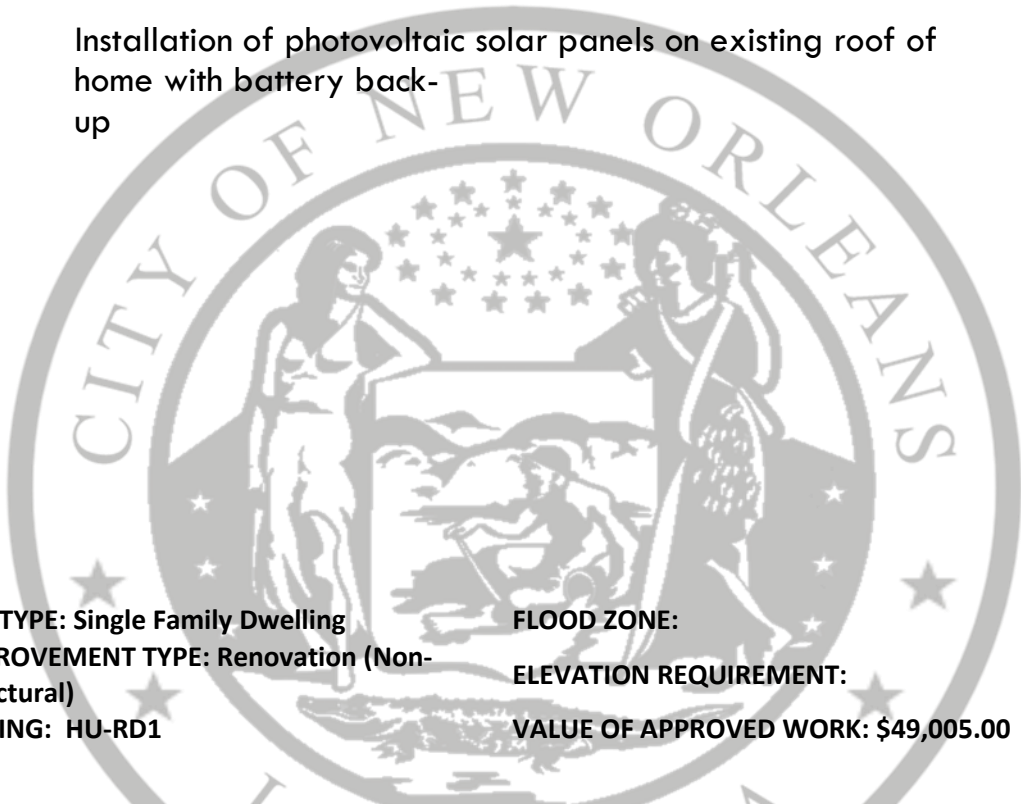 Installation of photovoltaic solar panels on existing roof of
home with battery back-
up
CITY OF NEW ORLEANS
TYPE: Single Family Dwelling
ROVEMENT TYPE: Renovation (Non-
ctural)
ING: HU-RD1
FLOOD ZONE:
ELEVATION REQUIREMENT:
VALUE OF APPROVED WORK: $49,005.00